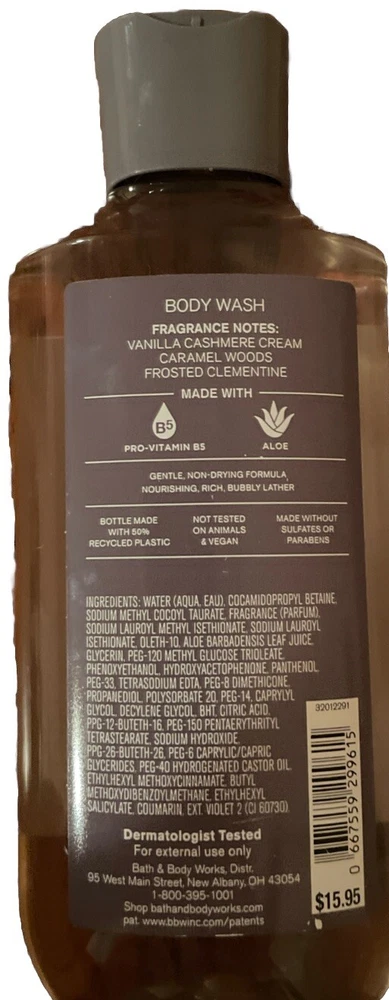 BODY WASH
FRAGRANCE NOTES:
VANILLA CASHMERE CREAM
CARAMEL WOODS
FROSTED CLEMENTINE
MADE WITH
B5
PRO-VITAMIN B5 ALOE
GENTLE, NON-DRYING FORMULA
NOURISHING, RICH, BUBBLY LATHER
BOTTLE MADE NOT TESTED MADE WITHOUT
WITH 50% ON ANIMALS SULFATES OR
RECYCLED PLASTIC & VEGAN PARABENS
INGREDIENTS: WATER (AQUA, EAU), COCAMIDOPROPYL BETAINE,
SODIUM METHYL COCOYL TAURATE, FRAGRANCE (PARFUM),
SODIUM LAUROYL METHYL ISETHIONATE, SODIUM LAUROYL
ISETHIONATE, OLETH-10, ALOE BARBADENSIS LEAF JUICE,
GLYCERIN, PEG-120 METHYL GLUCOSE TRIOLEATE,
PHENOXYETHANOL, HYDROXYACETOPHENONE, PANTHENOL,
PEG-33, TETRASODIUM EDTA, PEG-8 DIMETHICONE,
PROPANEDIOL, POLYSORBATE 20, PEG-14, CAPRYLYL
GLYCOL, DECYLENE GLYCOL, BHT, CITRIC ACID,
PPG-12-BUTETH-16, PEG-150 PENTAERYTHRITYL
TETRASTEARATE, SODIUM HYDROXIDE,
PPG-26-BUTETH-26, PEG-6 CAPRYLIC/CAPRIC
GLYCERIDES, PEG-40 HYDROGENATED CASTOR OIL,
ETHYLHEXYL METHOXYCINNAMATE, BUTYL
METHOXYDIBENZOYLMETHANE, ETHYLHEXYL
SALICYLATE, COUMARIN, EXT. VIOLET 2 (CI 60730).
32012291
0 667559 299615
$15.95
Dermatologist Tested
For external use only
Bath & Body Works, Distr.
95 West Main Street, New Albany, OH 43054
1-800-395-1001
Shop bathandbodyworks.com
pat. www.bbwinc.com/patents